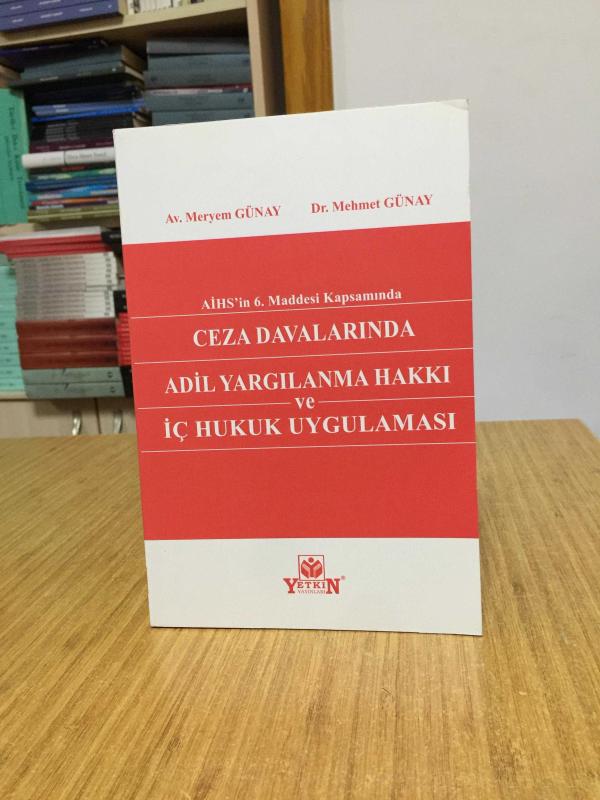 Av. Meryem GÜNAY Dr. Mehmet GÜNAY
AİHS'in 6. Maddesi Kapsamında
CEZA DAVALARINDA
ADİL YARGILANMA HAKKI
ve
İÇ HUKUK UYGULAMASI
YETKİN®
YAYINLARI